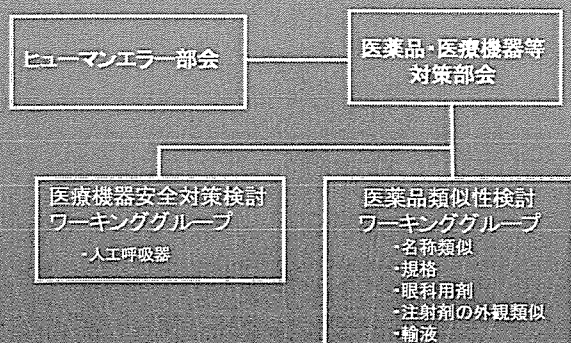 ヒューマンエラー部会
医薬品・医療機器等
対策部会
医療機器安全対策検討
ワーキンググループ
-人工呼吸器
医薬品類似性検討
ワーキンググループ
-名称類似
-規格
-眼科用剤
-注射剤の外観類似
-輸液